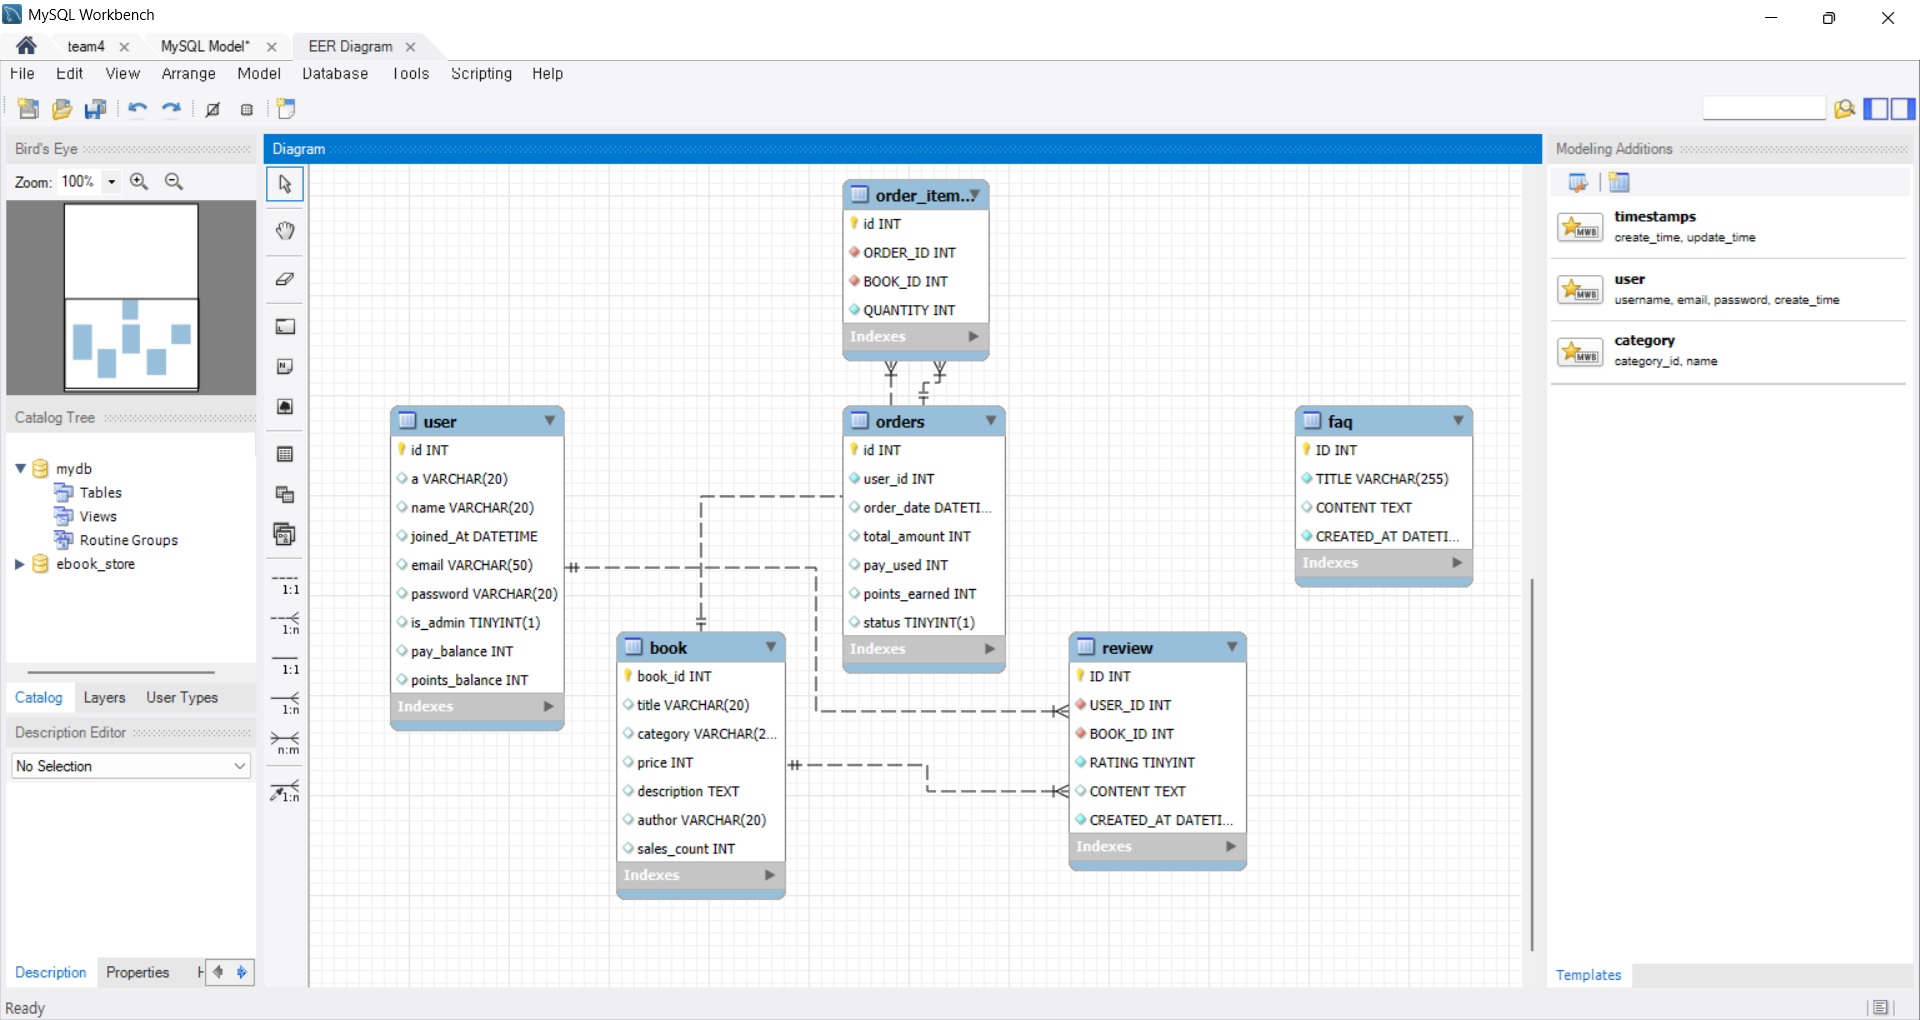 MySQL Workbench
team4
MySQL Model*
EER Diagram
File Edit View Arrange Model Database Tools Scripting Help
Bird's Eye
Zoom: 100%
Catalog Tree
mydb
Tables
Views
Routine Groups
ebook_store
Catalog Layers User Types
Description Editor
No Selection
Description Properties H
Ready
Diagram
1:1
1:n
1:1
1:n
n:m
1:n
order_item...
id INT
ORDER_ID INT
BOOK_ID INT
QUANTITY INT
Indexes
user
id INT
a VARCHAR(20)
name VARCHAR(20)
joined_At DATETIME
email VARCHAR(50)
password VARCHAR(20)
is_admin TINYINT(1)
pay_balance INT
points_balance INT
Indexes
orders
id INT
user_id INT
order_date DATETI...
total_amount INT
pay_used INT
points_earned INT
status TINYINT(1)
Indexes
faq
ID INT
TITLE VARCHAR(255)
CONTENT TEXT
CREATED_AT DATETI...
Indexes
book
book_id INT
title VARCHAR(20)
category VARCHAR(2...
price INT
description TEXT
author VARCHAR(20)
sales_count INT
Indexes
review
ID INT
USER_ID INT
BOOK_ID INT
RATING TINYINT
CONTENT TEXT
CREATED_AT DATETI...
Indexes
Modeling Additions
MWB
timestamps
create_time, update_time
MWB
user
username, email, password, create_time
MWB
category
category_id, name
Templates